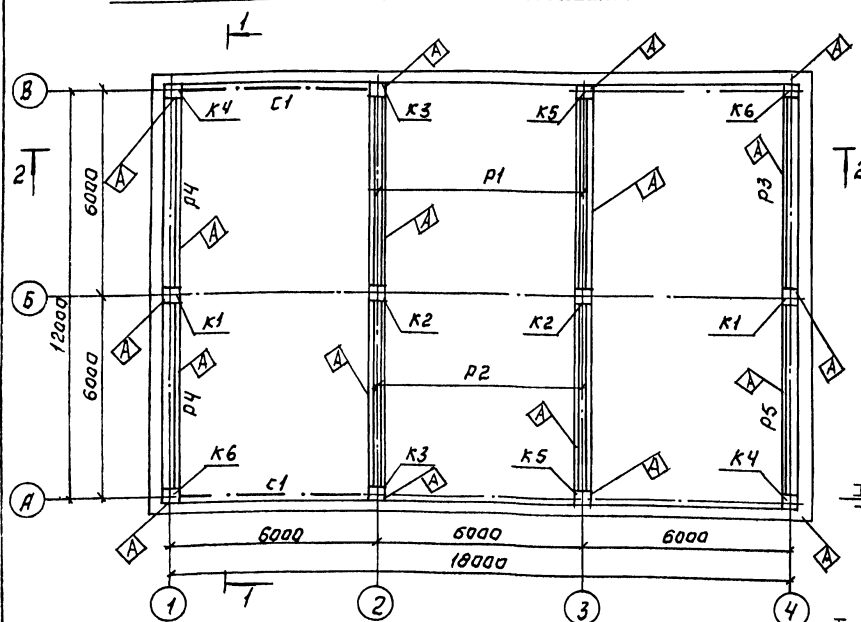 1
А А А
В К4 С1 К3 К5 К6
2 А А 2
6000 Р4 Р1 А Р3
А А
Б
12000 К1 К2 К2 К1
А А А
6000 А Р2 А
Р4 А Р5
К6 К3 К5 К4
С1 А А
А
А А
6000 6000 6000
18000
1
1 2 3 4